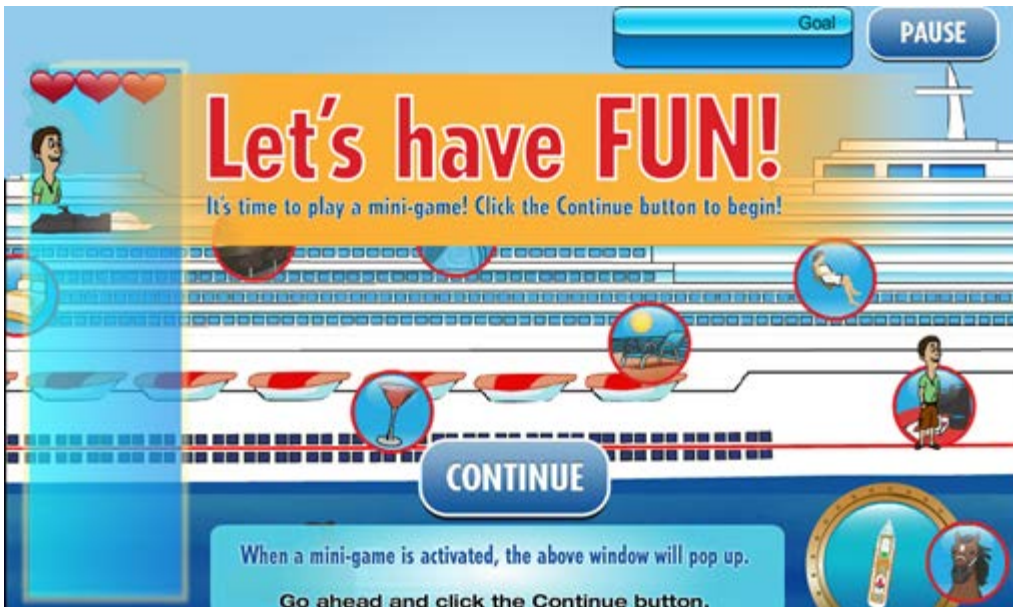 Goal
PAUSE
Let's have FUN!
It's time to play a mini-game! Click the Continue button to begin!
CONTINUE
When a mini-game is activated, the above window will pop up.
Go ahead and click the Continue button.